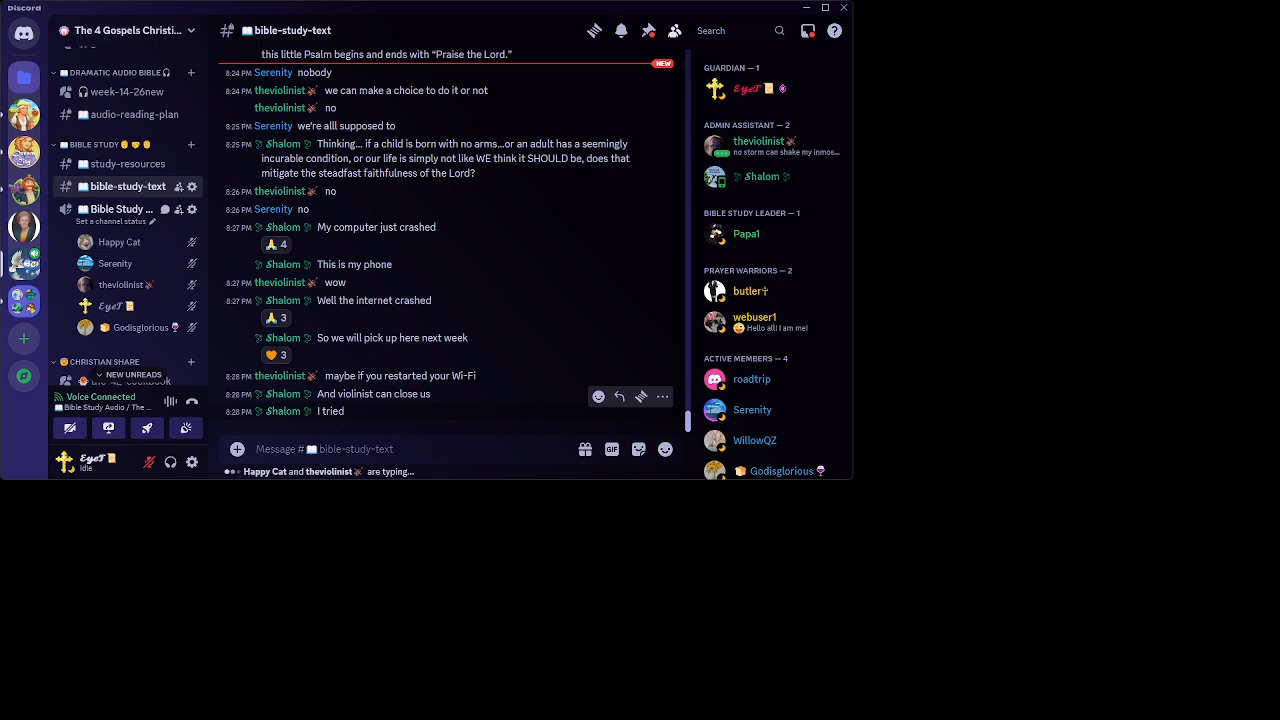 Discord
The 4 Gospels Christi...
📖bible-study-text
Search
📖 DRAMATIC AUDIO BIBLE🎧
🎧 week-14-26new
📖audio-reading-plan
📖 BIBLE STUDY
📖study-resources
📖bible-study-text
📖Bible Study ...
Set a channel status
Happy Cat
Serenity
theviolinist
EyeT📜
🍞 Godisglorious🍷
CHRISTIAN SHARE
NEW UNREADS
Voice Connected
📖Bible Study Audio / The ...
EyeT📜
Idle
this little Psalm begins and ends with “Praise the Lord.”
NEW
8:24 PM Serenity nobody
8:24 PM theviolinist we can make a choice to do it or not
theviolinist no
8:25 PM Serenity we're alll supposed to
8:25 PM 🕊 Shalom 🕊 Thinking... if a child is born with no arms...or an adult has a seemingly
incurable condition, or our life is simply not like WE think it SHOULD be, does that
mitigate the steadfast faithfulness of the Lord?
8:26 PM theviolinist no
8:26 PM Serenity no
8:27 PM 🕊 Shalom 🕊 My computer just crashed
🙏 4
🕊 Shalom 🕊 This is my phone
8:27 PM theviolinist wow
8:27 PM 🕊 Shalom 🕊 Well the internet crashed
🙏 3
🕊 Shalom 🕊 So we will pick up here next week
🧡 3
8:28 PM theviolinist maybe if you restarted your Wi-Fi
8:28 PM 🕊 Shalom 🕊 And violinist can close us
8:28 PM 🕊 Shalom 🕊 I tried
Message #📖bible-study-text
GIF
Happy Cat and theviolinist are typing...
GUARDIAN — 1
EyeT📜
ADMIN ASSISTANT — 2
theviolinist
no storm can shake my inmos...
🕊 Shalom 🕊
BIBLE STUDY LEADER — 1
Papa1
PRAYER WARRIORS — 2
butler✝
webuser1
😜 Hello all! I am me!
ACTIVE MEMBERS — 4
roadtrip
Serenity
WillowQZ
🍞 Godisglorious🍷